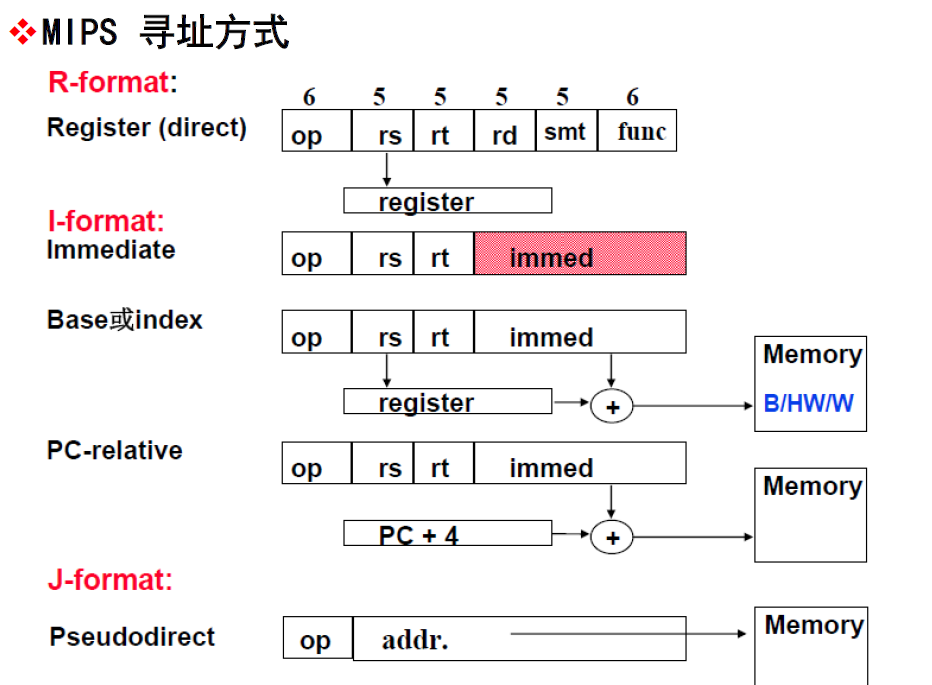 MIPS 寻址方式
R-format:
6 5 5 5 5 6
Register (direct) op rs rt rd smt func
register
I-format:
Immediate op rs rt immed
Base或index op rs rt immed
Memory
register + B/HW/W
PC-relative op rs rt immed
Memory
PC + 4 +
J-format:
Pseudodirect op addr. Memory